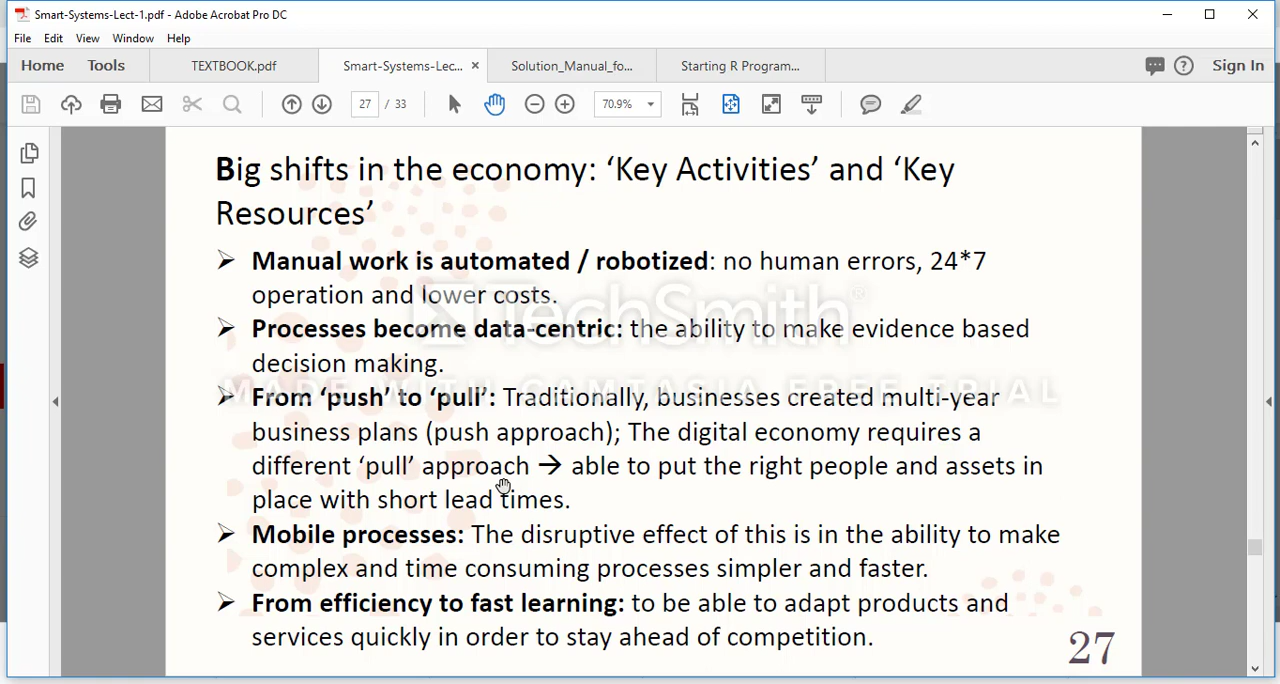 Smart-Systems-Lect-1.pdf - Adobe Acrobat Pro DC
File Edit View Window Help
Home Tools TEXTBOOK.pdf Smart-Systems-Lec... × Solution_Manual_fo... Starting R Program... Sign In
27 / 33 70.9%
Big shifts in the economy: ‘Key Activities’ and ‘Key
Resources’
➢ Manual work is automated / robotized: no human errors, 24*7
operation and lower costs.
➢ Processes become data-centric: the ability to make evidence based
decision making.
➢ From ‘push’ to ‘pull’: Traditionally, businesses created multi-year
business plans (push approach); The digital economy requires a
different ‘pull’ approach → able to put the right people and assets in
place with short lead times.
➢ Mobile processes: The disruptive effect of this is in the ability to make
complex and time consuming processes simpler and faster.
➢ From efficiency to fast learning: to be able to adapt products and
services quickly in order to stay ahead of competition.
27
TechSmith®
MADE WITH CAMTASIA FREE TRIAL